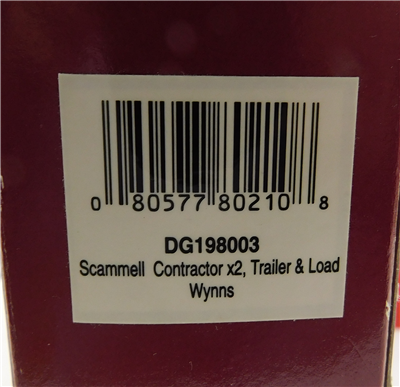 0 80577 80210 8
DG198003
Scammell Contractor x2, Trailer & Load
Wynns